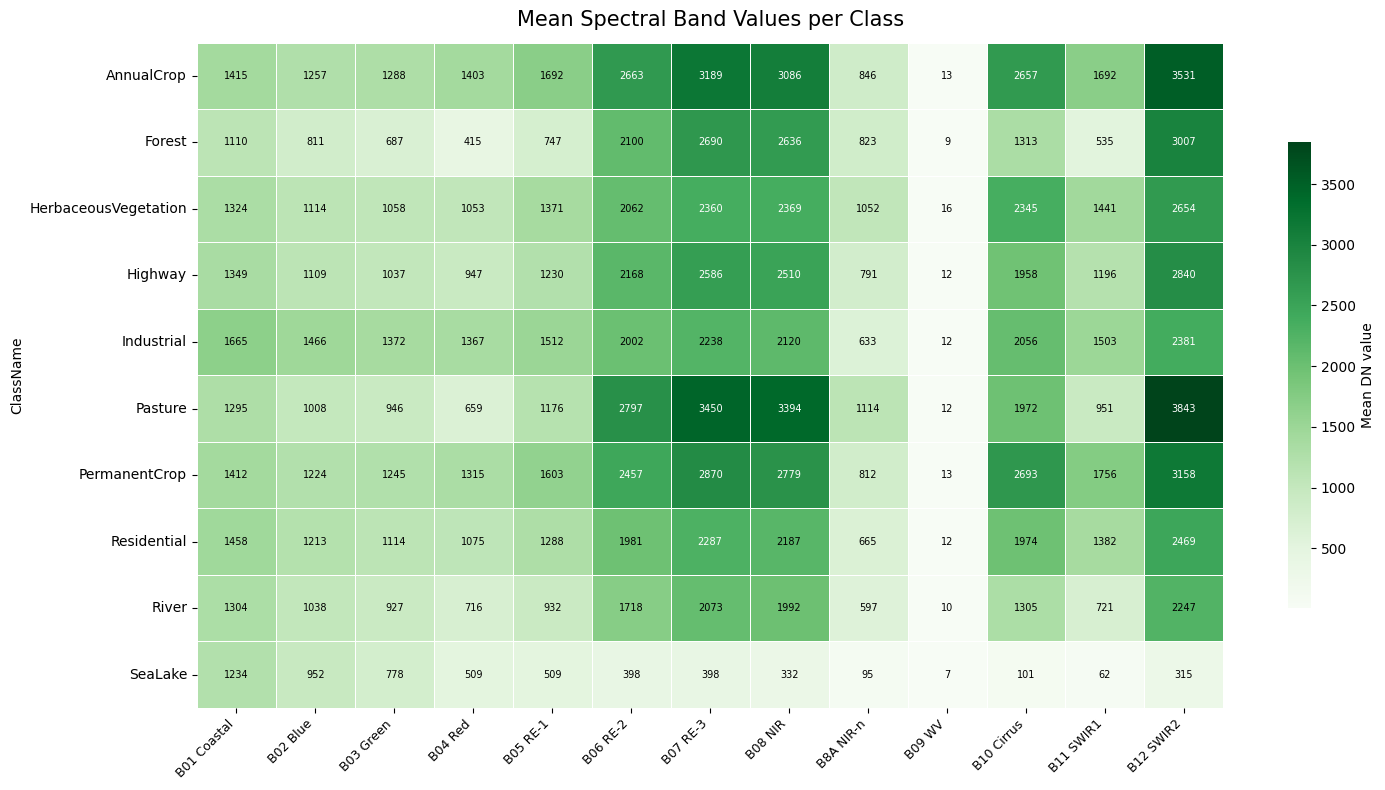 Mean Spectral Band Values per Class
ClassName
AnnualCrop 1415 1257 1288 1403 1692 2663 3189 3086 846 13 2657 1692 3531
Forest 1110 811 687 415 747 2100 2690 2636 823 9 1313 535 3007
HerbaceousVegetation 1324 1114 1058 1053 1371 2062 2360 2369 1052 16 2345 1441 2654
Highway 1349 1109 1037 947 1230 2168 2586 2510 791 12 1958 1196 2840
Industrial 1665 1466 1372 1367 1512 2002 2238 2120 633 12 2056 1503 2381
Pasture 1295 1008 946 659 1176 2797 3450 3394 1114 12 1972 951 3843
PermanentCrop 1412 1224 1245 1315 1603 2457 2870 2779 812 13 2693 1756 3158
Residential 1458 1213 1114 1075 1288 1981 2287 2187 665 12 1974 1382 2469
River 1304 1038 927 716 932 1718 2073 1992 597 10 1305 721 2247
SeaLake 1234 952 778 509 509 398 398 332 95 7 101 62 315
B01 Coastal B02 Blue B03 Green B04 Red B05 RE-1 B06 RE-2 B07 RE-3 B08 NIR B8A NIR-n B09 WV B10 Cirrus B11 SWIR1 B12 SWIR2
3500
3000
2500
2000
1500
1000
500
Mean DN value